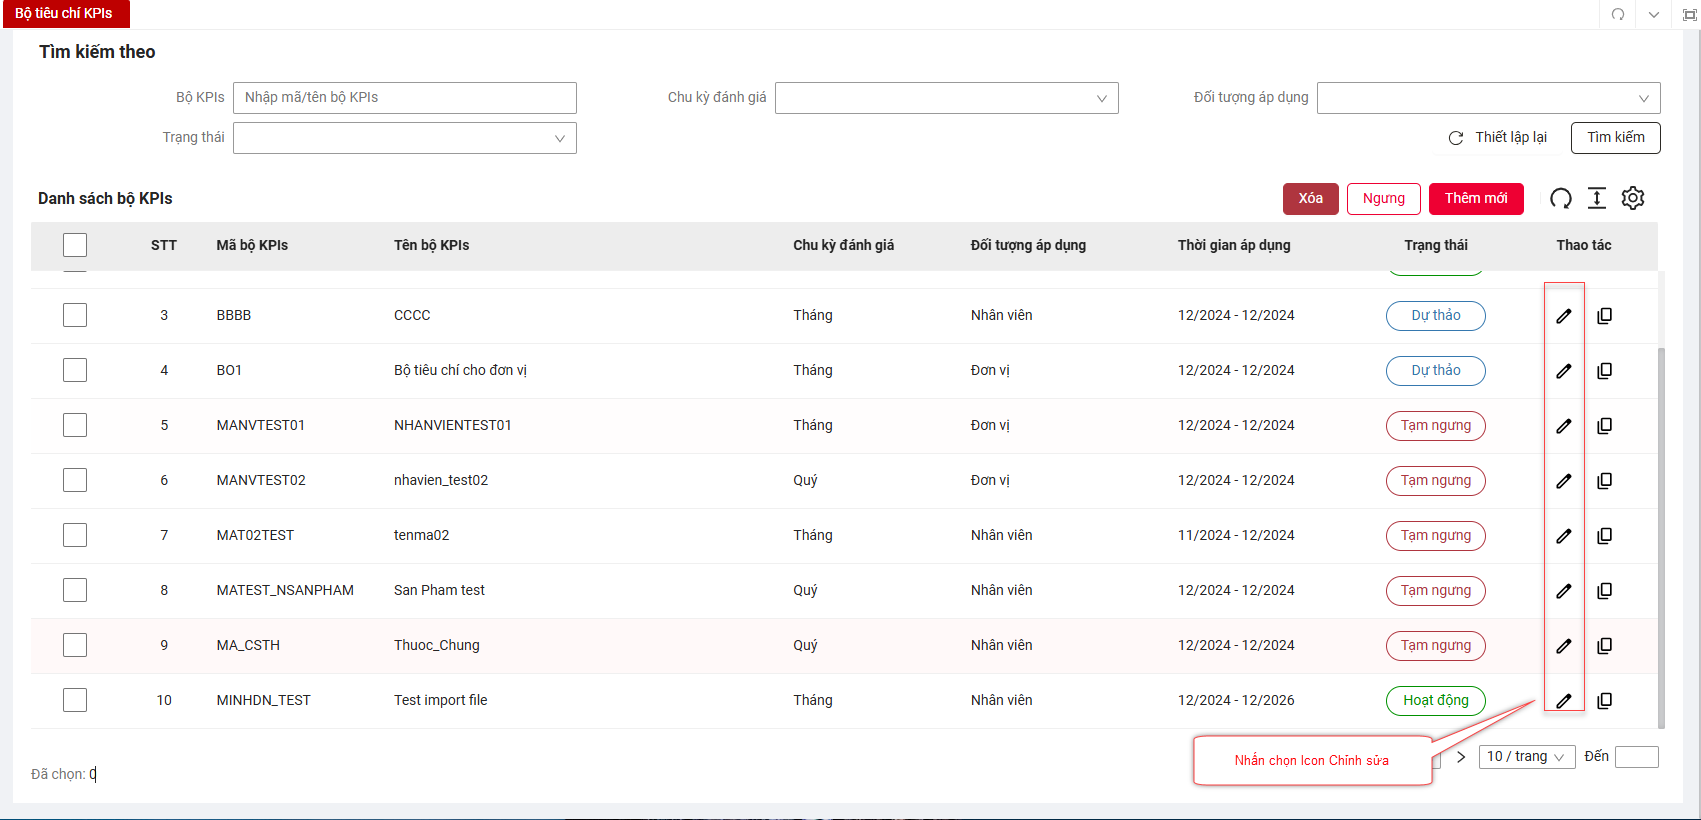 Bộ tiêu chí KPIs
Tìm kiếm theo
Bộ KPIs Nhập mã/tên bộ KPIs Chu kỳ đánh giá Đối tượng áp dụng
Trạng thái Thiết lập lại Tìm kiếm
Danh sách bộ KPIs Xóa Ngưng Thêm mới
STT Mã bộ KPIs Tên bộ KPIs Chu kỳ đánh giá Đối tượng áp dụng Thời gian áp dụng Trạng thái Thao tác
3 BBBB CCCC Tháng Nhân viên 12/2024 - 12/2024 Dự thảo
4 BO1 Bộ tiêu chí cho đơn vị Tháng Đơn vị 12/2024 - 12/2024 Dự thảo
5 MANVTEST01 NHANVIENTEST01 Tháng Đơn vị 12/2024 - 12/2024 Tạm ngưng
6 MANVTEST02 nhavien_test02 Quý Đơn vị 12/2024 - 12/2024 Tạm ngưng
7 MAT02TEST tenma02 Tháng Nhân viên 11/2024 - 12/2024 Tạm ngưng
8 MATEST_NSANPHAM San Pham test Quý Nhân viên 12/2024 - 12/2024 Tạm ngưng
9 MA_CSTH Thuoc_Chung Quý Nhân viên 12/2024 - 12/2024 Tạm ngưng
10 MINHDN_TEST Test import file Tháng Nhân viên 12/2024 - 12/2026 Hoạt động
Nhấn chọn Icon Chỉnh sửa 10 / trang Đến
Đã chọn: 0